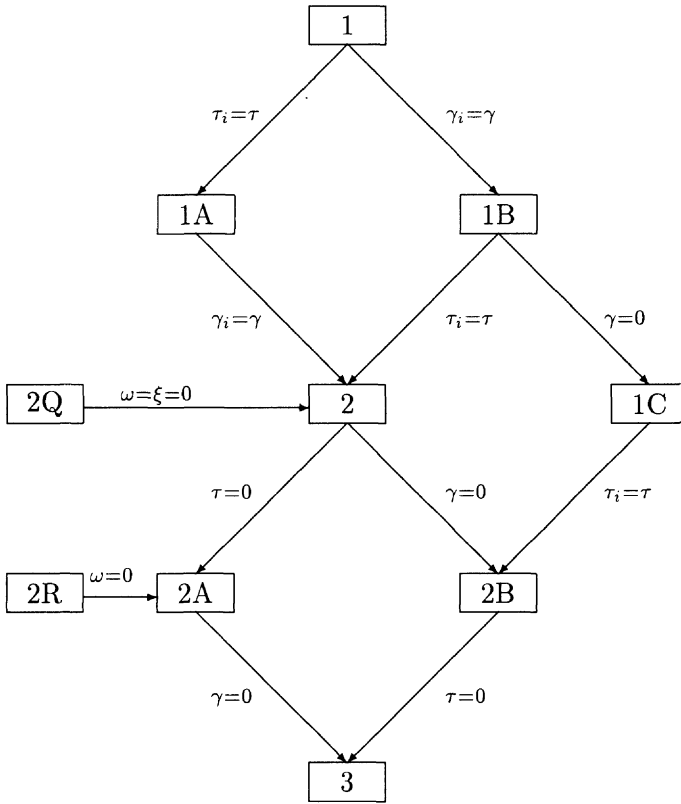 1
τᵢ=τ γᵢ=γ
1A 1B
γᵢ=γ τᵢ=τ γ=0
2Q ω=ξ=0 2 1C
τ=0 γ=0 τᵢ=τ
2R ω=0 2A 2B
γ=0 τ=0
3